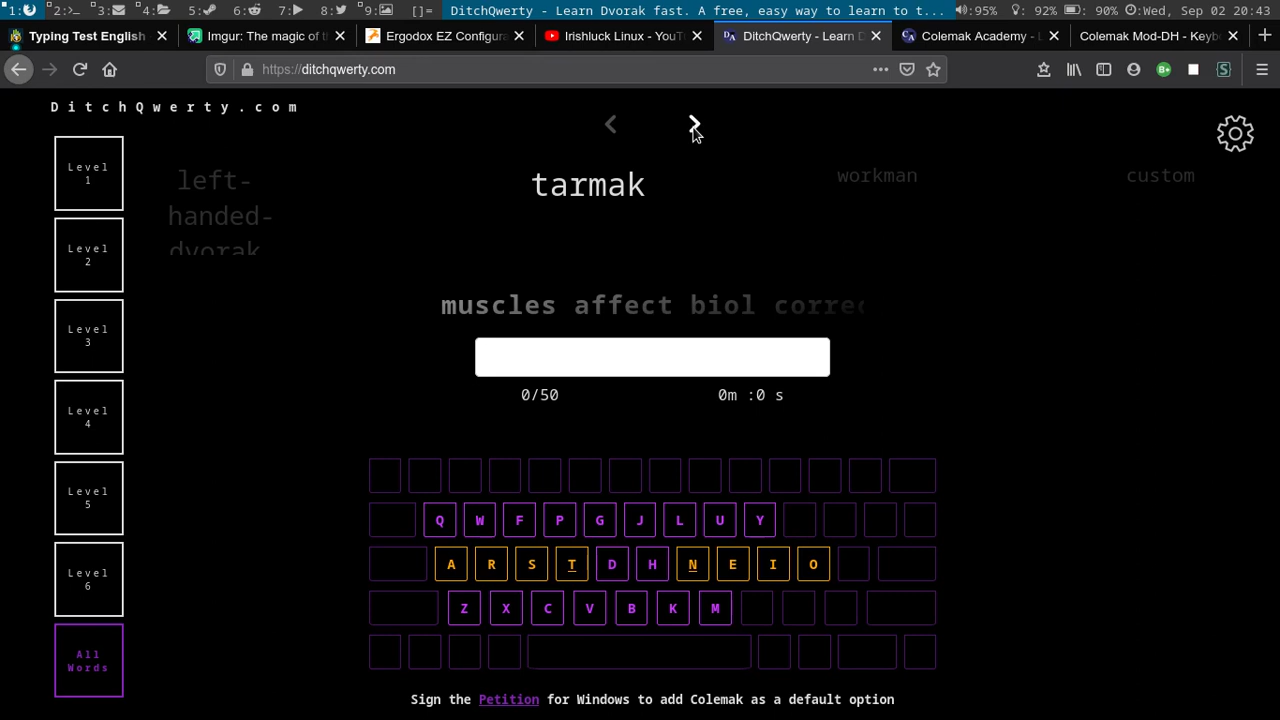 1: 2:>_ 3: 4: 5: 6: 7: 8: 9: []= DitchQwerty - Learn Dvorak fast. A free, easy way to learn to t... 95% : 92% : 90% :Wed, Sep 02 20:43
Typing Test English Imgur: The magic of t Ergodox EZ Configura Irishluck Linux - YouT DitchQwerty - Learn D Colemak Academy - L Colemak Mod-DH - Keyb
https://ditchqwerty.com
DitchQwerty.com
< >
left-handed-dvorak tarmak workman custom
Level 1
Level 2
Level 3
Level 4
Level 5
Level 6
All Words
muscles affect biol correc
0/50 0m :0 s
Q W F P G J L U Y
A R S T D H N E I O
Z X C V B K M
Sign the Petition for Windows to add Colemak as a default option